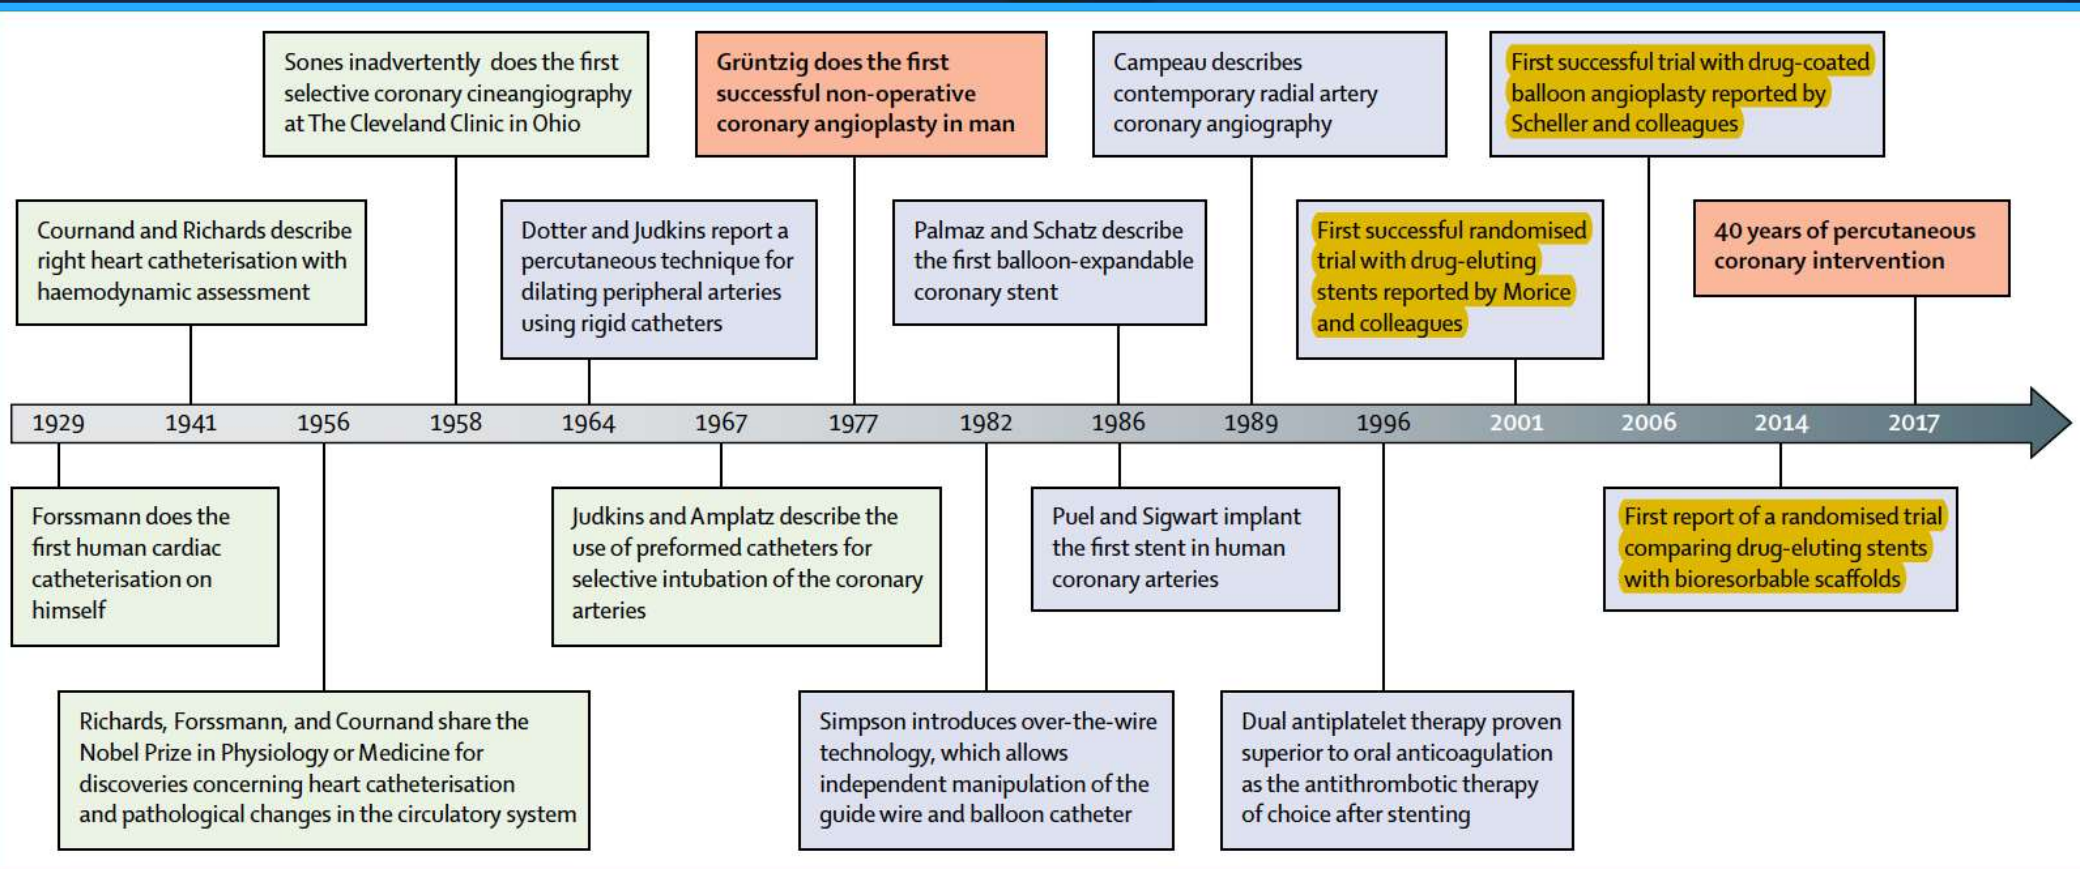 Sones inadvertently does the first
selective coronary cineangiography
at The Cleveland Clinic in Ohio
Grüntzig does the first
successful non-operative
coronary angioplasty in man
Campeau describes
contemporary radial artery
coronary angiography
First successful trial with drug-coated
balloon angioplasty reported by
Scheller and colleagues
Cournand and Richards describe
right heart catheterisation with
haemodynamic assessment
Dotter and Judkins report a
percutaneous technique for
dilating peripheral arteries
using rigid catheters
Palmaz and Schatz describe
the first balloon-expandable
coronary stent
First successful randomised
trial with drug-eluting
stents reported by Morice
and colleagues
40 years of percutaneous
coronary intervention
1929 1941 1956 1958 1964 1967 1977 1982 1986 1989 1996 2001 2006 2014 2017
Forssmann does the
first human cardiac
catheterisation on
himself
Judkins and Amplatz describe the
use of preformed catheters for
selective intubation of the coronary
arteries
Puel and Sigwart implant
the first stent in human
coronary arteries
First report of a randomised trial
comparing drug-eluting stents
with bioresorbable scaffolds
Richards, Forssmann, and Cournand share the
Nobel Prize in Physiology or Medicine for
discoveries concerning heart catheterisation
and pathological changes in the circulatory system
Simpson introduces over-the-wire
technology, which allows
independent manipulation of the
guide wire and balloon catheter
Dual antiplatelet therapy proven
superior to oral anticoagulation
as the antithrombotic therapy
of choice after stenting